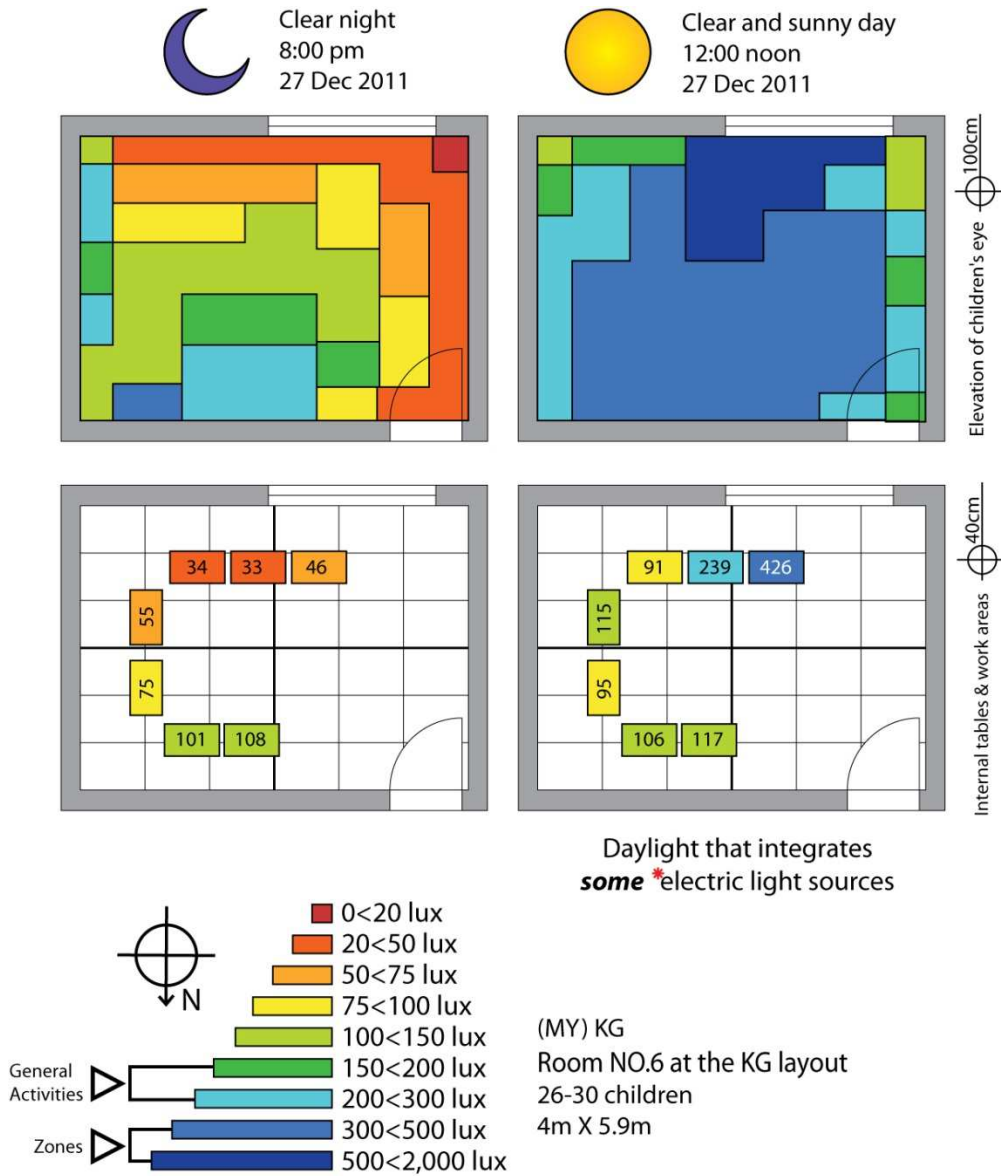 Clear night
8:00 pm
27 Dec 2011
Clear and sunny day
12:00 noon
27 Dec 2011
100cm
Elevation of children's eye
34
33
46
55
75
101
108
91
239
426
115
95
106
117
40cm
Internal tables & work areas
Daylight that integrates
some *electric light sources
N
0<20 lux
20<50 lux
50<75 lux
75<100 lux
100<150 lux
150<200 lux
200<300 lux
300<500 lux
500<2,000 lux
General
Activities
Zones
(MY) KG
Room NO.6 at the KG layout
26-30 children
4m X 5.9m